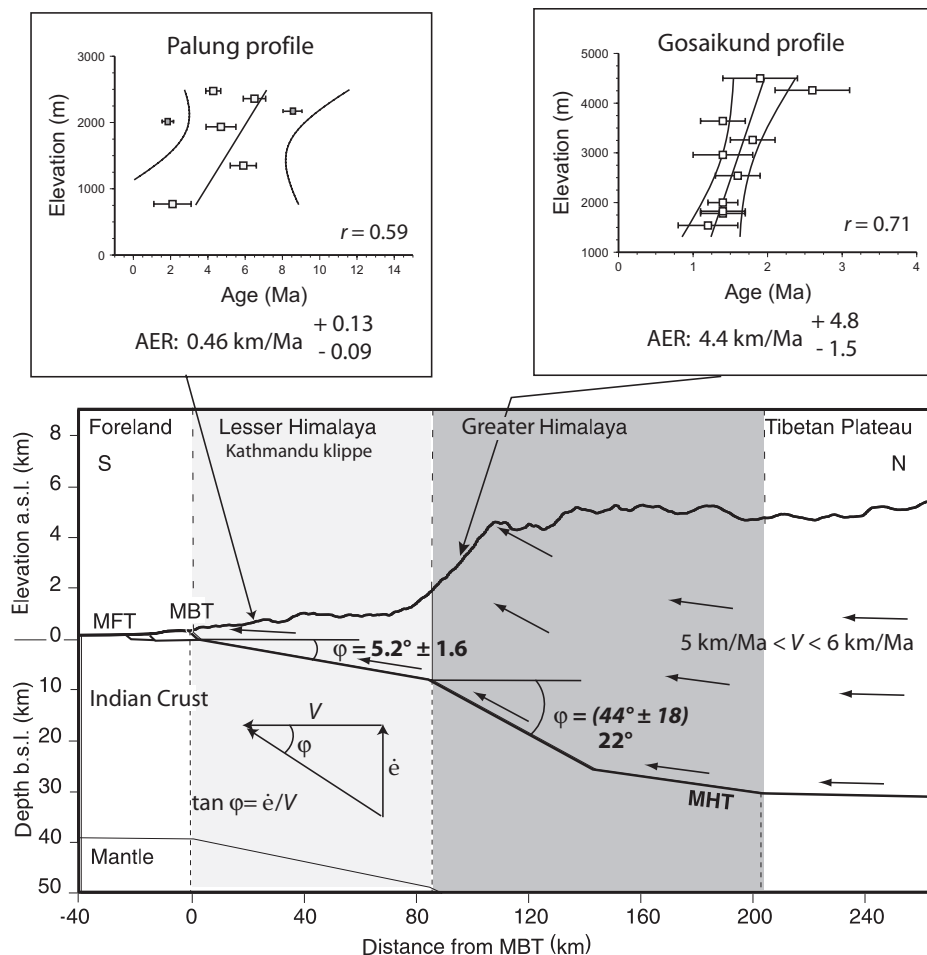 Palung profile
3000
2000
1000
0
Elevation (m)
0 2 4 6 8 10 12 14
Age (Ma)
r = 0.59
AER: 0.46 km/Ma + 0.13 - 0.09
Gosaikund profile
5000
4000
3000
2000
1000
Elevation (m)
0 1 2 3 4
Age (Ma)
r = 0.71
AER: 4.4 km/Ma + 4.8 - 1.5
Foreland
Lesser Himalaya
Kathmandu klippe
Greater Himalaya
Tibetan Plateau
S
N
8
6
4
2
0
Elevation a.s.l. (km)
MFT
MBT
φ = 5.2° ± 1.6
5 km/Ma < V < 6 km/Ma
Indian Crust
V
φ
ė
tan φ= ė/V
φ = (44° ± 18)
22°
MHT
Mantle
10
20
30
40
50
Depth b.s.l. (km)
-40 0 40 80 120 160 200 240
Distance from MBT (km)